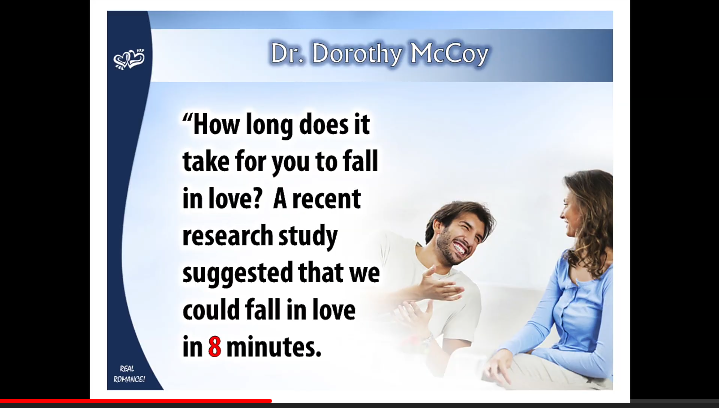 Dr. Dorothy McCoy
“How long does it
take for you to fall
in love? A recent
research study
suggested that we
could fall in love
in 8 minutes.
REAL
ROMANCE!